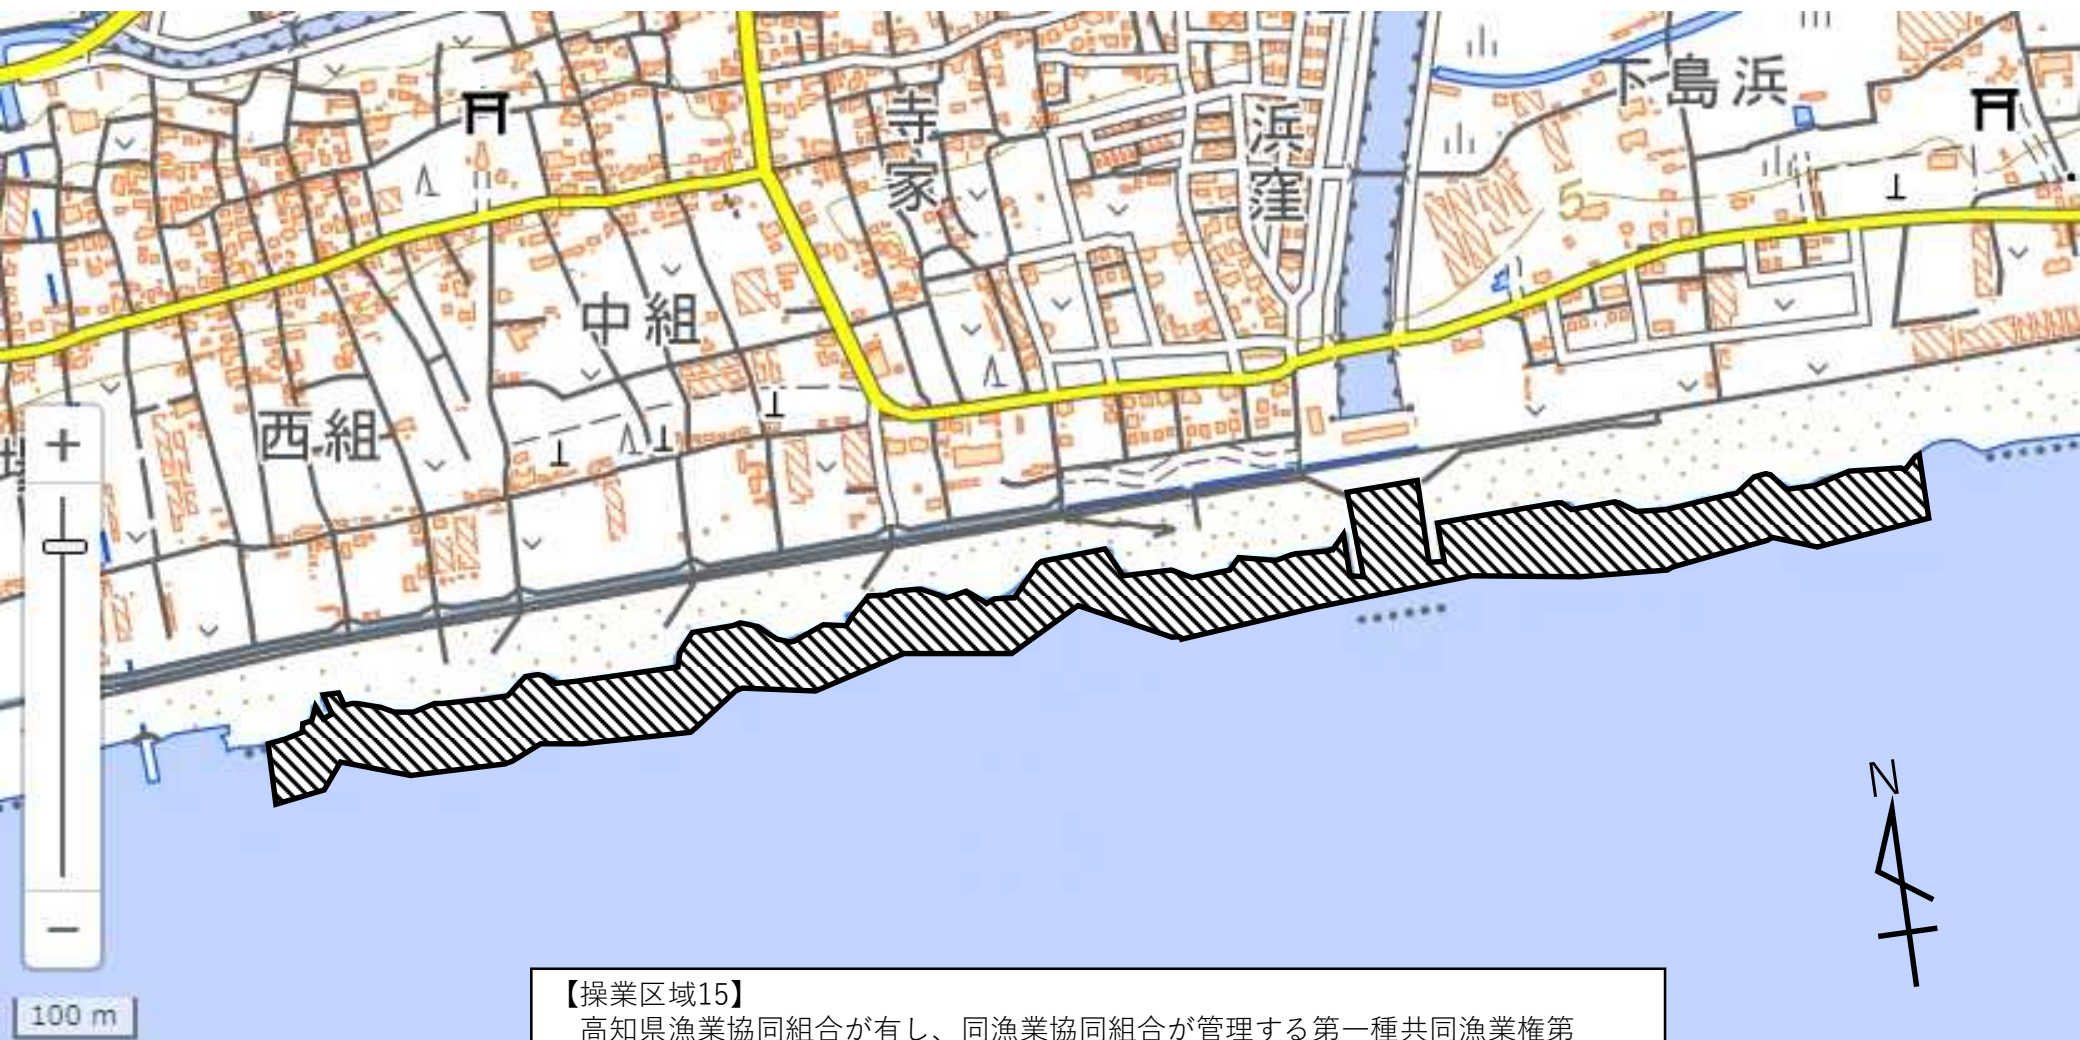 下島浜
寺家
浜窪
5
中組
西組
+
−
N
100 m
【操業区域15】
高知県漁業協同組合が有し、同漁業協同組合が管理する第一種共同漁業権第